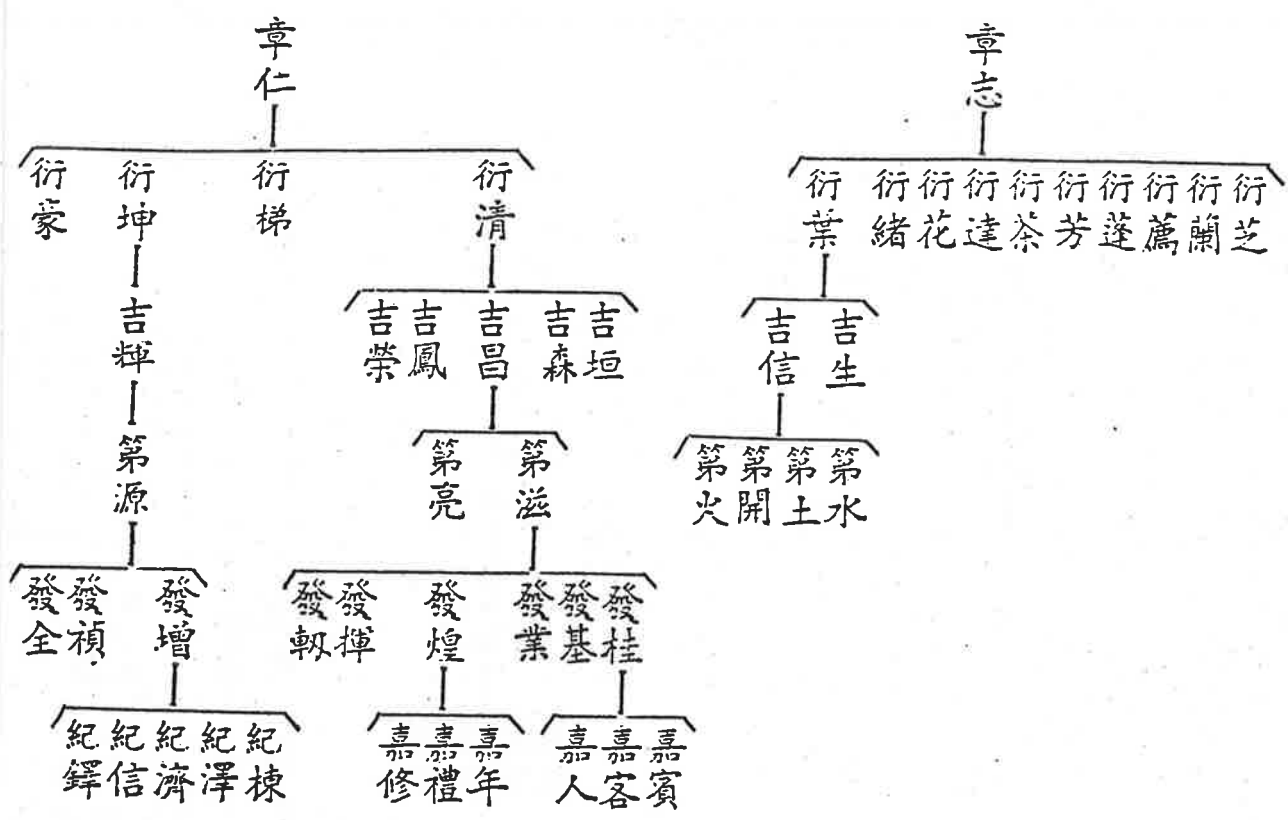 章仁
章志
衍豪
衍坤
衍梯
衍清
衍葉
衍緒
衍花
衍達
衍茶
衍芳
衍蓬
衍薦
衍蘭
衍芝
吉輝
吉榮
吉鳳
吉昌
吉森
吉垣
吉信
吉生
第源
第亮
第滋
第火
第開
第土
第水
發全
發禎
發增
發
發揮
發煌
發業
發基
發桂
紀鐸
紀信
紀濟
紀澤
紀棟
嘉修
嘉禮
嘉年
嘉人
嘉客
嘉賓